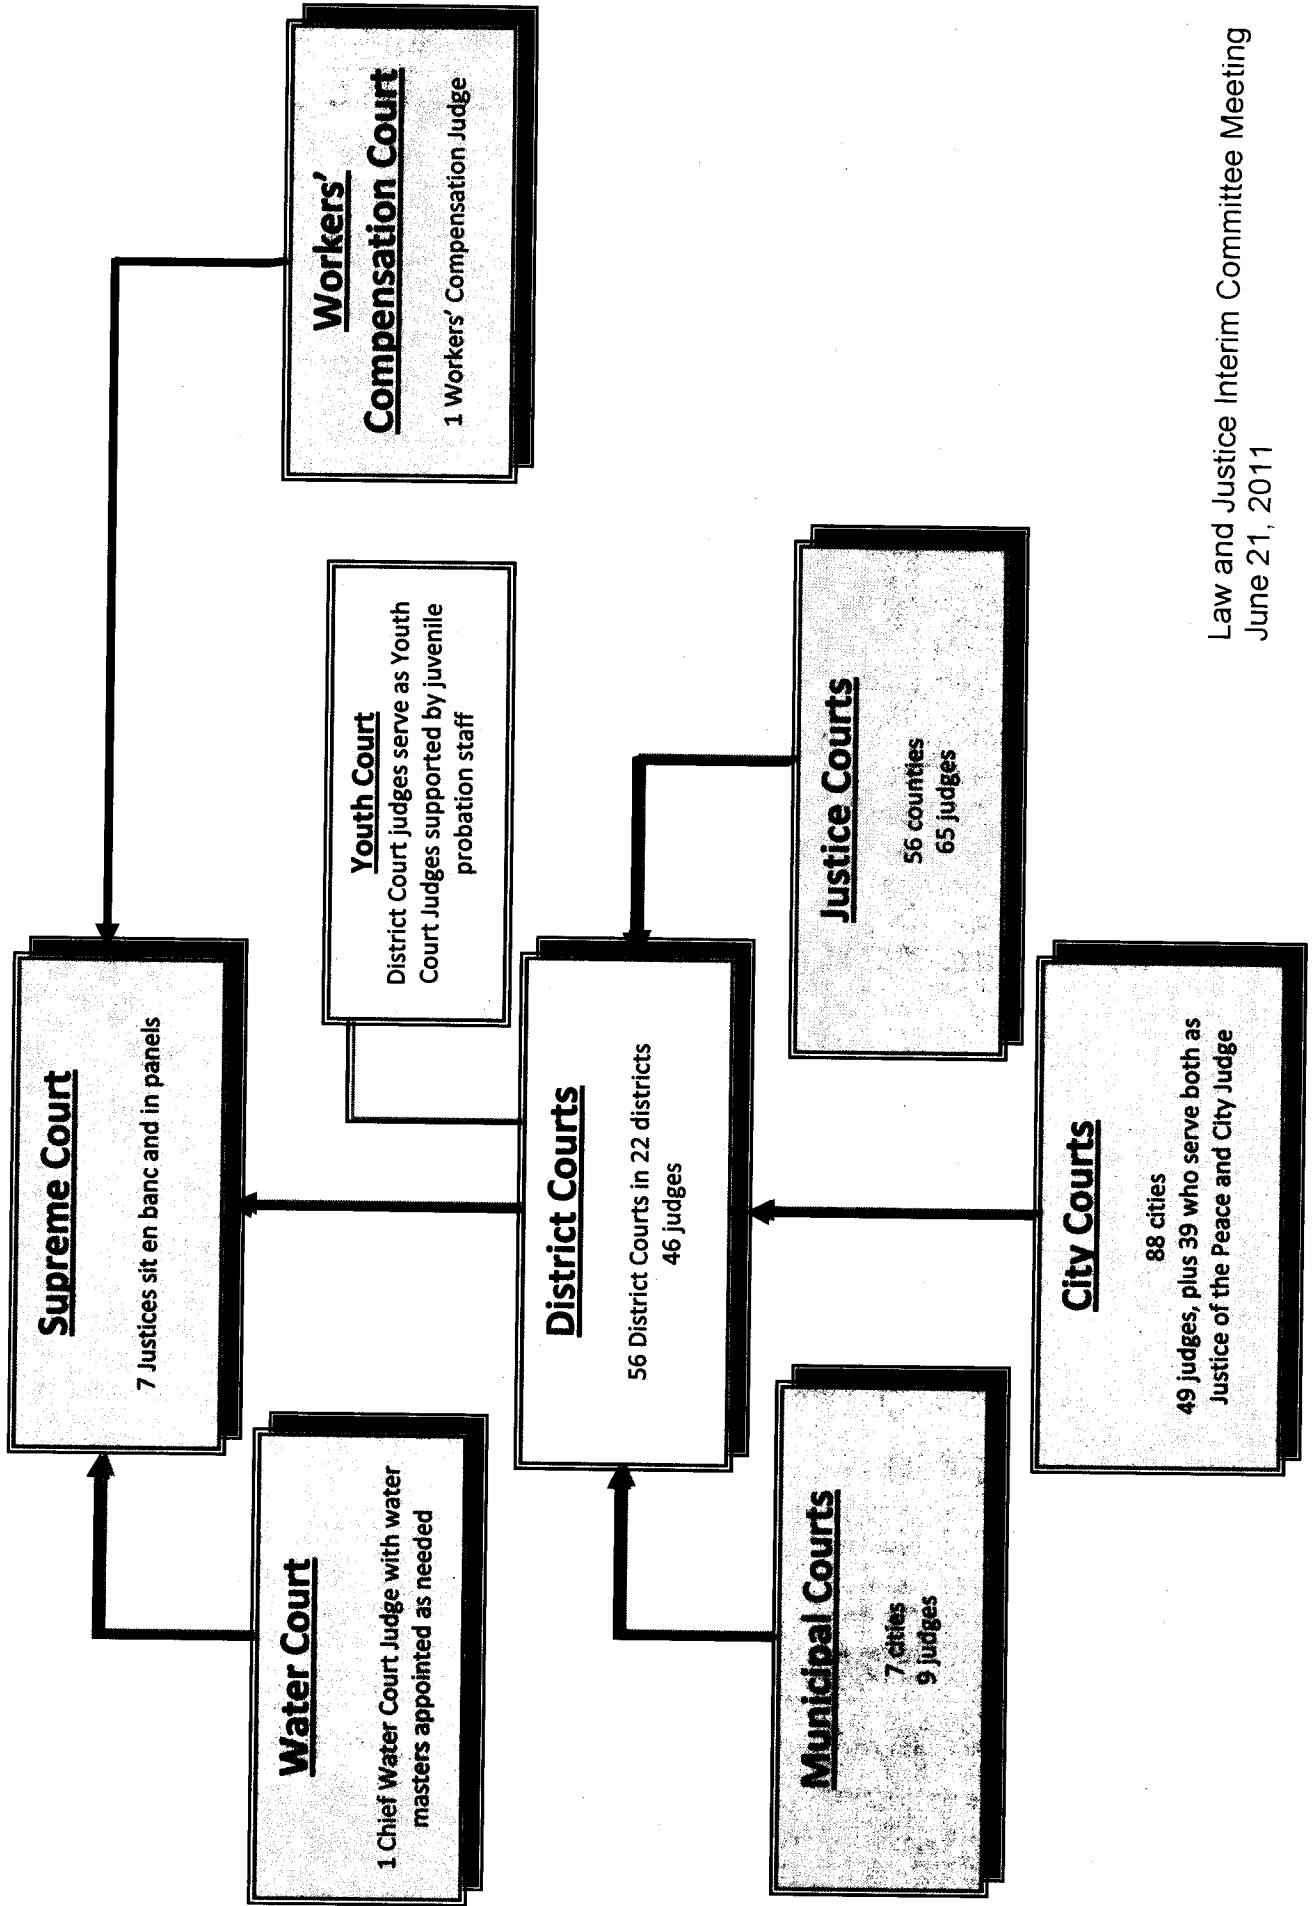 Supreme Court
7 Justices sit en banc and in panels
Water Court
1 Chief Water Court Judge with water
masters appointed as needed
Workers’
Compensation Court
1 Workers’ Compensation Judge
Youth Court
District Court judges serve as Youth
Court Judges supported by juvenile
probation staff
District Courts
56 District Courts in 22 districts
46 judges
Municipal Courts
7 cities
9 judges
Justice Courts
56 counties
65 judges
City Courts
88 cities
49 judges, plus 39 who serve both as
Justice of the Peace and City Judge
Law and Justice Interim Committee Meeting
June 21, 2011